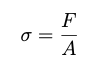 σ = F/A